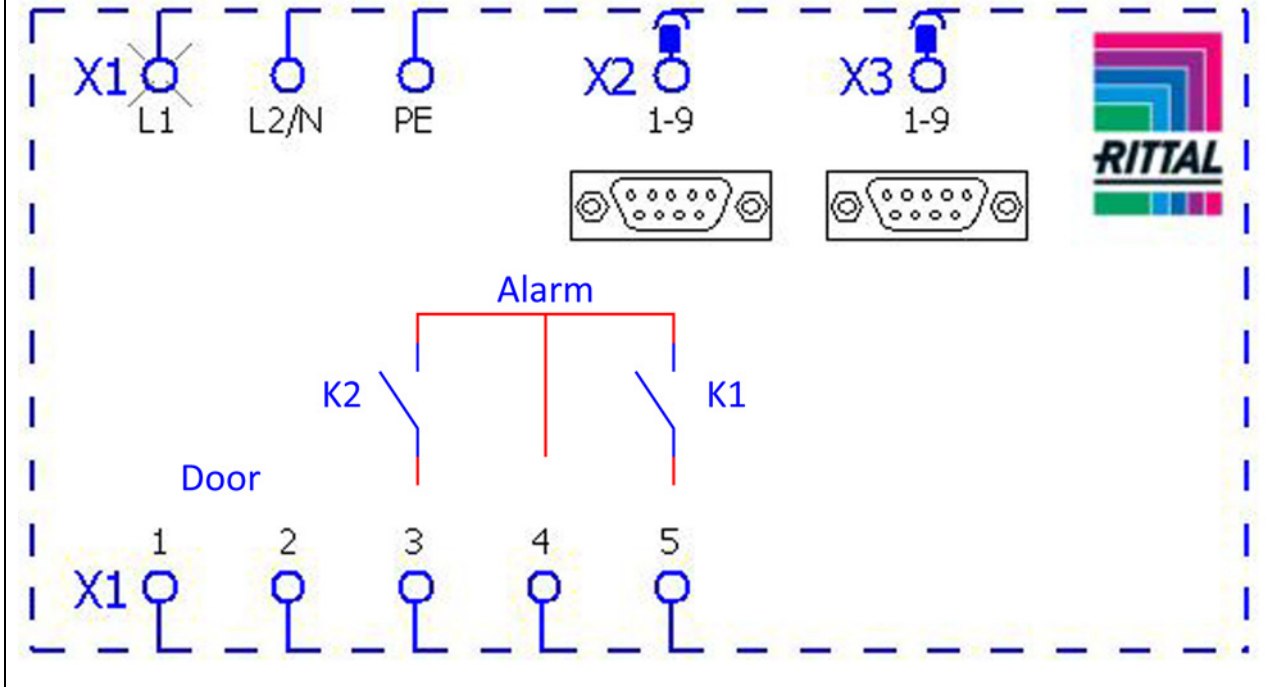 X1 X2 X3
L1 L2/N PE 1-9 1-9
RITTAL
Alarm
K2 K1
Door
1 2 3 4 5
X1